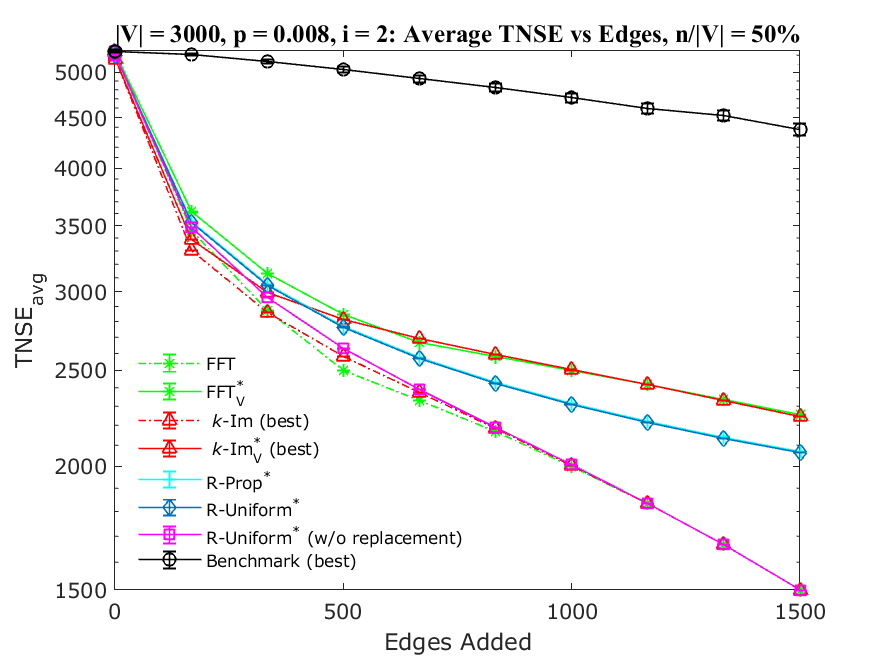 |V| = 3000, p = 0.008, i = 2: Average TNSE vs Edges, n/|V| = 50%
5000
4500
4000
3500
3000
2500
2000
1500
TNSE_avg
FFT
FFT*_V
k-Im (best)
k-Im*_V (best)
R-Prop*
R-Uniform*
R-Uniform* (w/o replacement)
Benchmark (best)
0 500 1000 1500
Edges Added